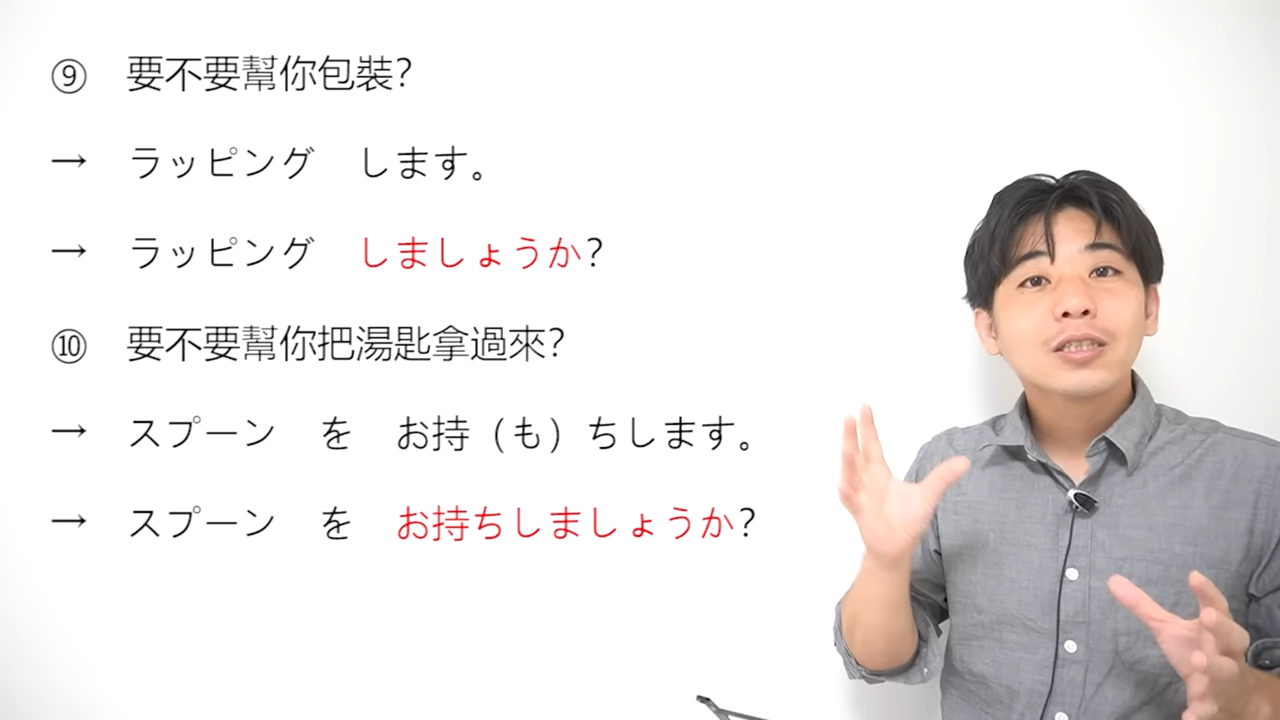 ⑨　要不要幫你包裝?
→　ラッピング　します。
→　ラッピング　しましょうか?
⑩　要不要幫你把湯匙拿過來?
→　スプーン　を　お持（も）ちします。
→　スプーン　を　お持ちしましょうか?